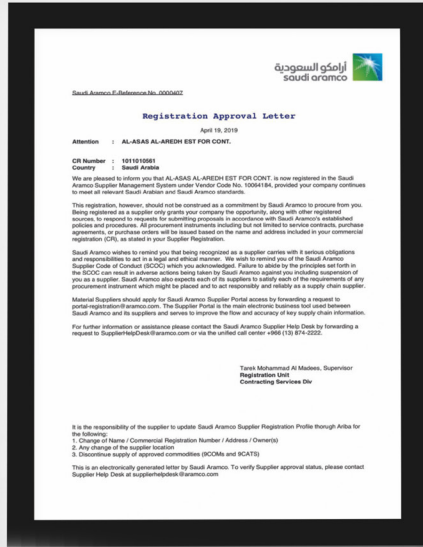 أرامكو السعودية
saudi aramco
Saudi Aramco E-Reference No. 0000407
Registration Approval Letter
April 19, 2019
Attention : AL-ASAS AL-AREDH EST FOR CONT.
CR Number : 1011010561
Country : Saudi Arabia
We are pleased to inform you that AL-ASAS AL-AREDH EST FOR CONT. is now registered in the Saudi
Aramco Supplier Management System under Vendor Code No. 10064184, provided your company continues
to meet all relevant Saudi Arabian and Saudi Aramco standards.
This registration, however, should not be construed as a commitment by Saudi Aramco to procure from you.
Being registered as a supplier only grants your company the opportunity, along with other registered
sources, to respond to requests for submitting proposals in accordance with Saudi Aramco's established
policies and procedures. All procurement instruments including but not limited to service contracts, purchase
agreements, or purchase orders will be issued based on the name and address included in your commercial
registration (CR), as stated in your Supplier Registration.
Saudi Aramco wishes to remind you that being recognized as a supplier carries with it serious obligations
and responsibilities to act in a legal and ethical manner. We wish to remind you of the Saudi Aramco
Supplier Code of Conduct (SCOC) which you acknowledged. Failure to abide by the principles set forth in
the SCOC can result in adverse actions being taken by Saudi Aramco against you including suspension of
you as a supplier. Saudi Aramco also expects each of its suppliers to satisfy each of the requirements of any
procurement instrument which might be placed and to act responsibly and reliably as a supply chain supplier.
Material Suppliers should apply for Saudi Aramco Supplier Portal access by forwarding a request to
portal-registration@aramco.com. The Supplier Portal is the main electronic business tool used between
Saudi Aramco and its suppliers and serves to improve the flow and accuracy of key supply chain information.
For further information or assistance please contact the Saudi Aramco Supplier Help Desk by forwarding a
request to SupplierHelpDesk@aramco.com or via the unified call center +966 (13) 874-2222.
Tarek Mohammad Al Madees, Supervisor
Registration Unit
Contracting Services Div
It is the responsibility of the supplier to update Saudi Aramco Supplier Registration Profile thorugh Ariba for
the following:
1. Change of Name / Commercial Registration Number / Address / Owner(s)
2. Any change of the supplier location
3. Discontinue supply of approved commodities (9COMs and 9CATS)
This is an electronically generated letter by Saudi Aramco. To verify Supplier approval status, please contact
Supplier Help Desk at supplierhelpdesk@aramco.com